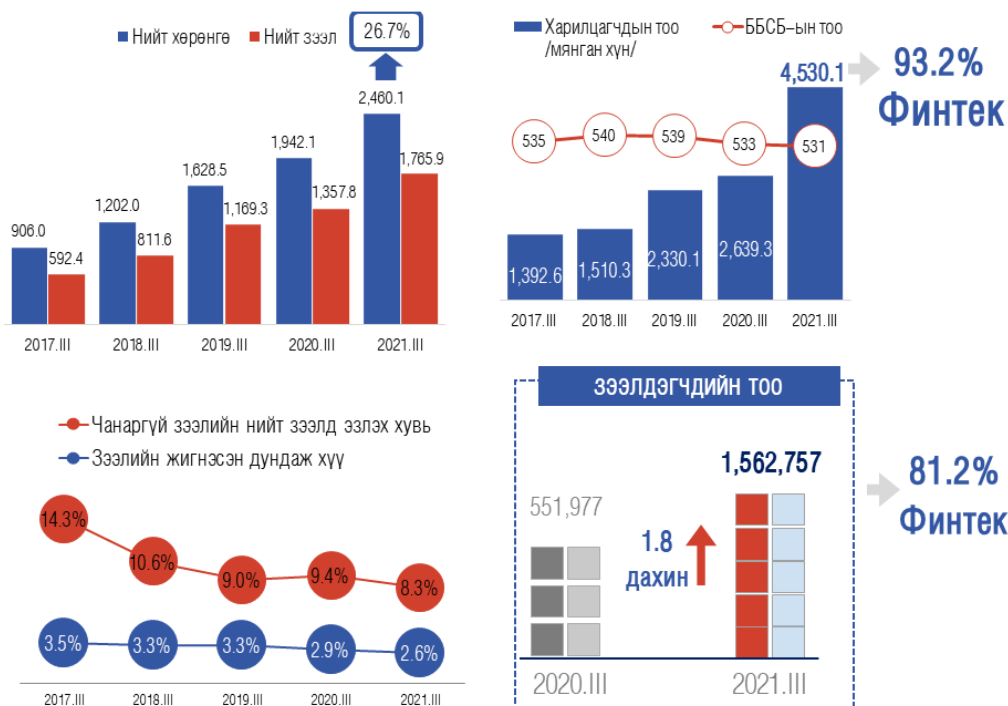 Нийт хөрөнгө
Нийт зээл
26.7%
2,460.1
1,942.1
1,765.9
1,628.5
1,357.8
1,202.0
1,169.3
906.0
811.6
592.4
2017.III 2018.III 2019.III 2020.III 2021.III
Харилцагчдын тоо
/мянган хүн/
ББСБ-ын тоо
4,530.1
93.2%
Финтек
535 540 539 533 531
1,392.6 1,510.3 2,330.1 2,639.3
2017.III 2018.III 2019.III 2020.III 2021.III
Чанаргүй зээлийн нийт зээлд эзлэх хувь
Зээлийн жигнэсэн дундаж хүү
14.3% 10.6% 9.0% 9.4% 8.3%
3.5% 3.3% 3.3% 2.9% 2.6%
2017.III 2018.III 2019.III 2020.III 2021.III
ЗЭЭЛДЭГЧДИЙН ТОО
1,562,757
551,977
1.8
дахин
2020.III 2021.III
81.2%
Финтек